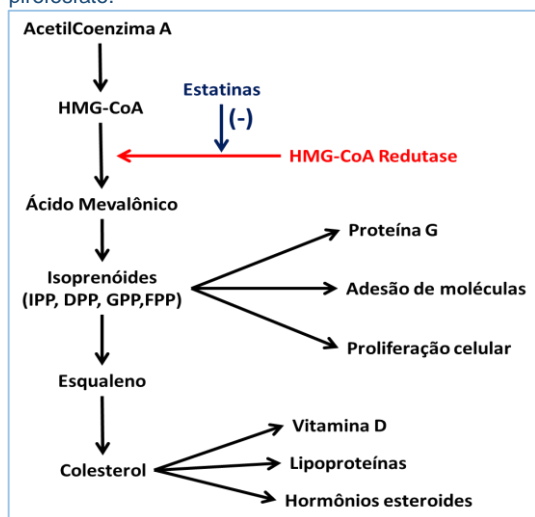 pirofosfato.
AcetilCoenzima A
Estatinas
HMG-CoA
(-)
HMG-CoA Redutase
Ácido Mevalônico
Proteína G
Isoprenóides
(IPP, DPP, GPP,FPP)
Adesão de moléculas
Proliferação celular
Esqualeno
Vitamina D
Colesterol
Lipoproteínas
Hormônios esteroides